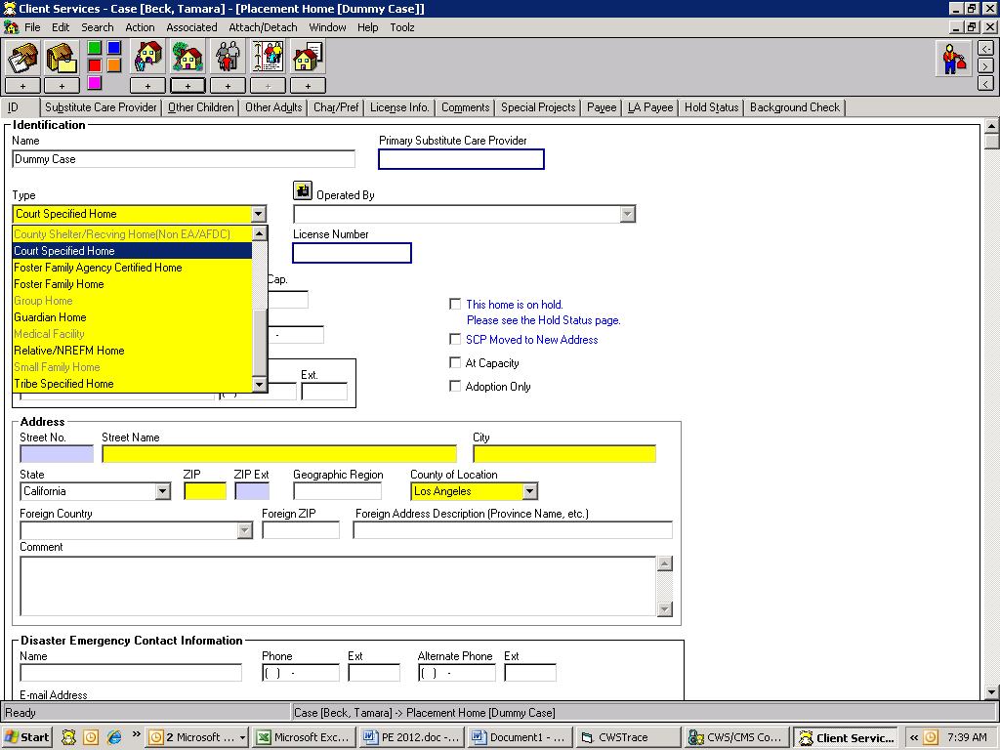 Client Services - Case [Beck, Tamara] - [Placement Home [Dummy Case]]
File Edit Search Action Associated Attach/Detach Window Help Tools
+ + + + + + +
ID Substitute Care Provider Other Children Other Adults Char/Pref License Info. Comments Special Projects Payee LA Payee Hold Status Background Check
Identification
Name Primary Substitute Care Provider
Dummy Case
Type Operated By
Court Specified Home
County Shelter/Recving Home(Non EA/AFDC) License Number
Court Specified Home
Foster Family Agency Certified Home
Foster Family Home Cap.
Group Home This home is on hold.
Guardian Home Please see the Hold Status page.
Medical Facility -
SCP Moved to New Address
Relative/NREFM Home
Small Family Home At Capacity
Ext.
Tribe Specified Home Adoption Only
Address
Street No. Street Name City
State ZIP ZIP Ext Geographic Region County of Location
California Los Angeles
Foreign Country Foreign ZIP Foreign Address Description (Province Name, etc.)
Comment
Disaster Emergency Contact Information
Name Phone Ext Alternate Phone Ext
( ) - ( ) -
E-mail Address
Ready Case [Beck, Tamara] -> Placement Home [Dummy Case]
Start » 2 Microsoft ... Microsoft Exc... PE 2012.doc -... Document1 - ... CWSTrace CWS/CMS Co... Client Servic... « 7:39 AM